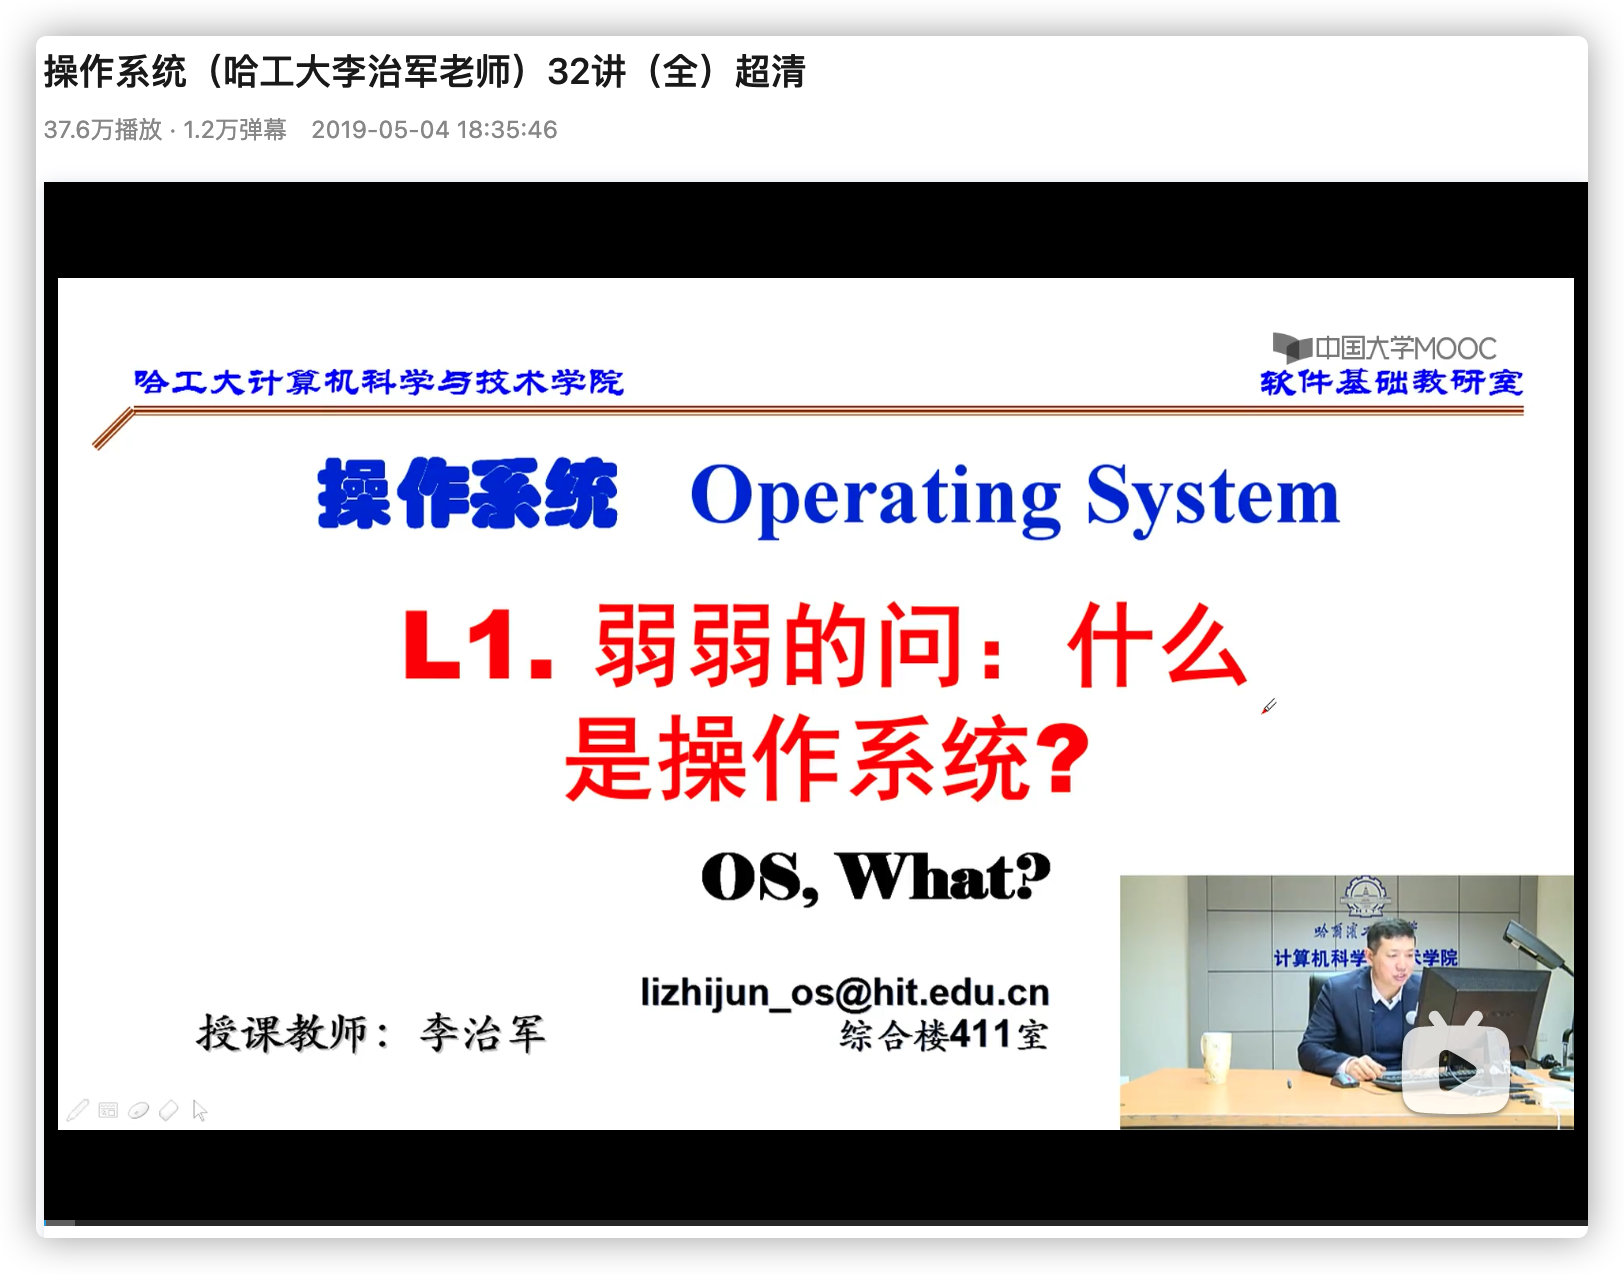 操作系统（哈工大李治军老师）32讲（全）超清
37.6万播放 · 1.2万弹幕 2019-05-04 18:35:46
中国大学MOOC
哈工大计算机科学与技术学院 软件基础教研室
操作系统 Operating System
L1. 弱弱的问：什么
是操作系统?
OS, What?
lizhijun_os@hit.edu.cn
授课教师：李治军 综合楼411室
哈尔滨工
计算机科学 术学院